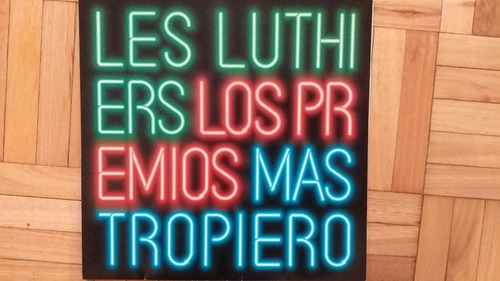 LES LUTHI
ERS LOS PR
EMIOS MAS
TROPIERO